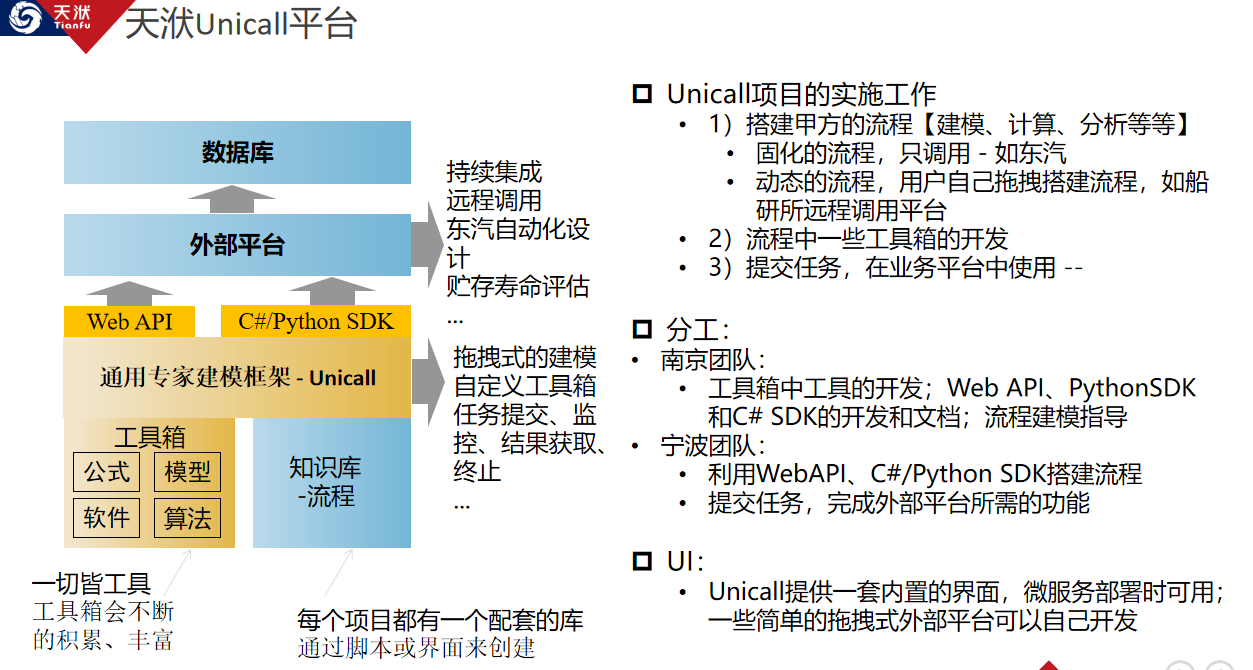 天洑
TianFu
天洑Unicall平台
数据库
外部平台
Web API
C#/Python SDK
通用专家建模框架 - Unicall
工具箱
公式
模型
软件
算法
知识库
-流程
持续集成
远程调用
东汽自动化设
计
贮存寿命评估
...
拖拽式的建模
自定义工具箱
任务提交、监
控、结果获取、
终止
...
一切皆工具
工具箱会不断
的积累、丰富
每个项目都有一个配套的库
通过脚本或界面来创建
Unicall项目的实施工作
• 1）搭建甲方的流程【建模、计算、分析等等】
• 固化的流程，只调用 - 如东汽
• 动态的流程，用户自己拖拽搭建流程，如船
研所远程调用平台
• 2）流程中一些工具箱的开发
• 3）提交任务，在业务平台中使用 --
分工：
• 南京团队：
• 工具箱中工具的开发；Web API、PythonSDK
和C# SDK的开发和文档；流程建模指导
• 宁波团队：
• 利用WebAPI、C#/Python SDK搭建流程
• 提交任务，完成外部平台所需的功能
UI：
• Unicall提供一套内置的界面，微服务部署时可用；
一些简单的拖拽式外部平台可以自己开发